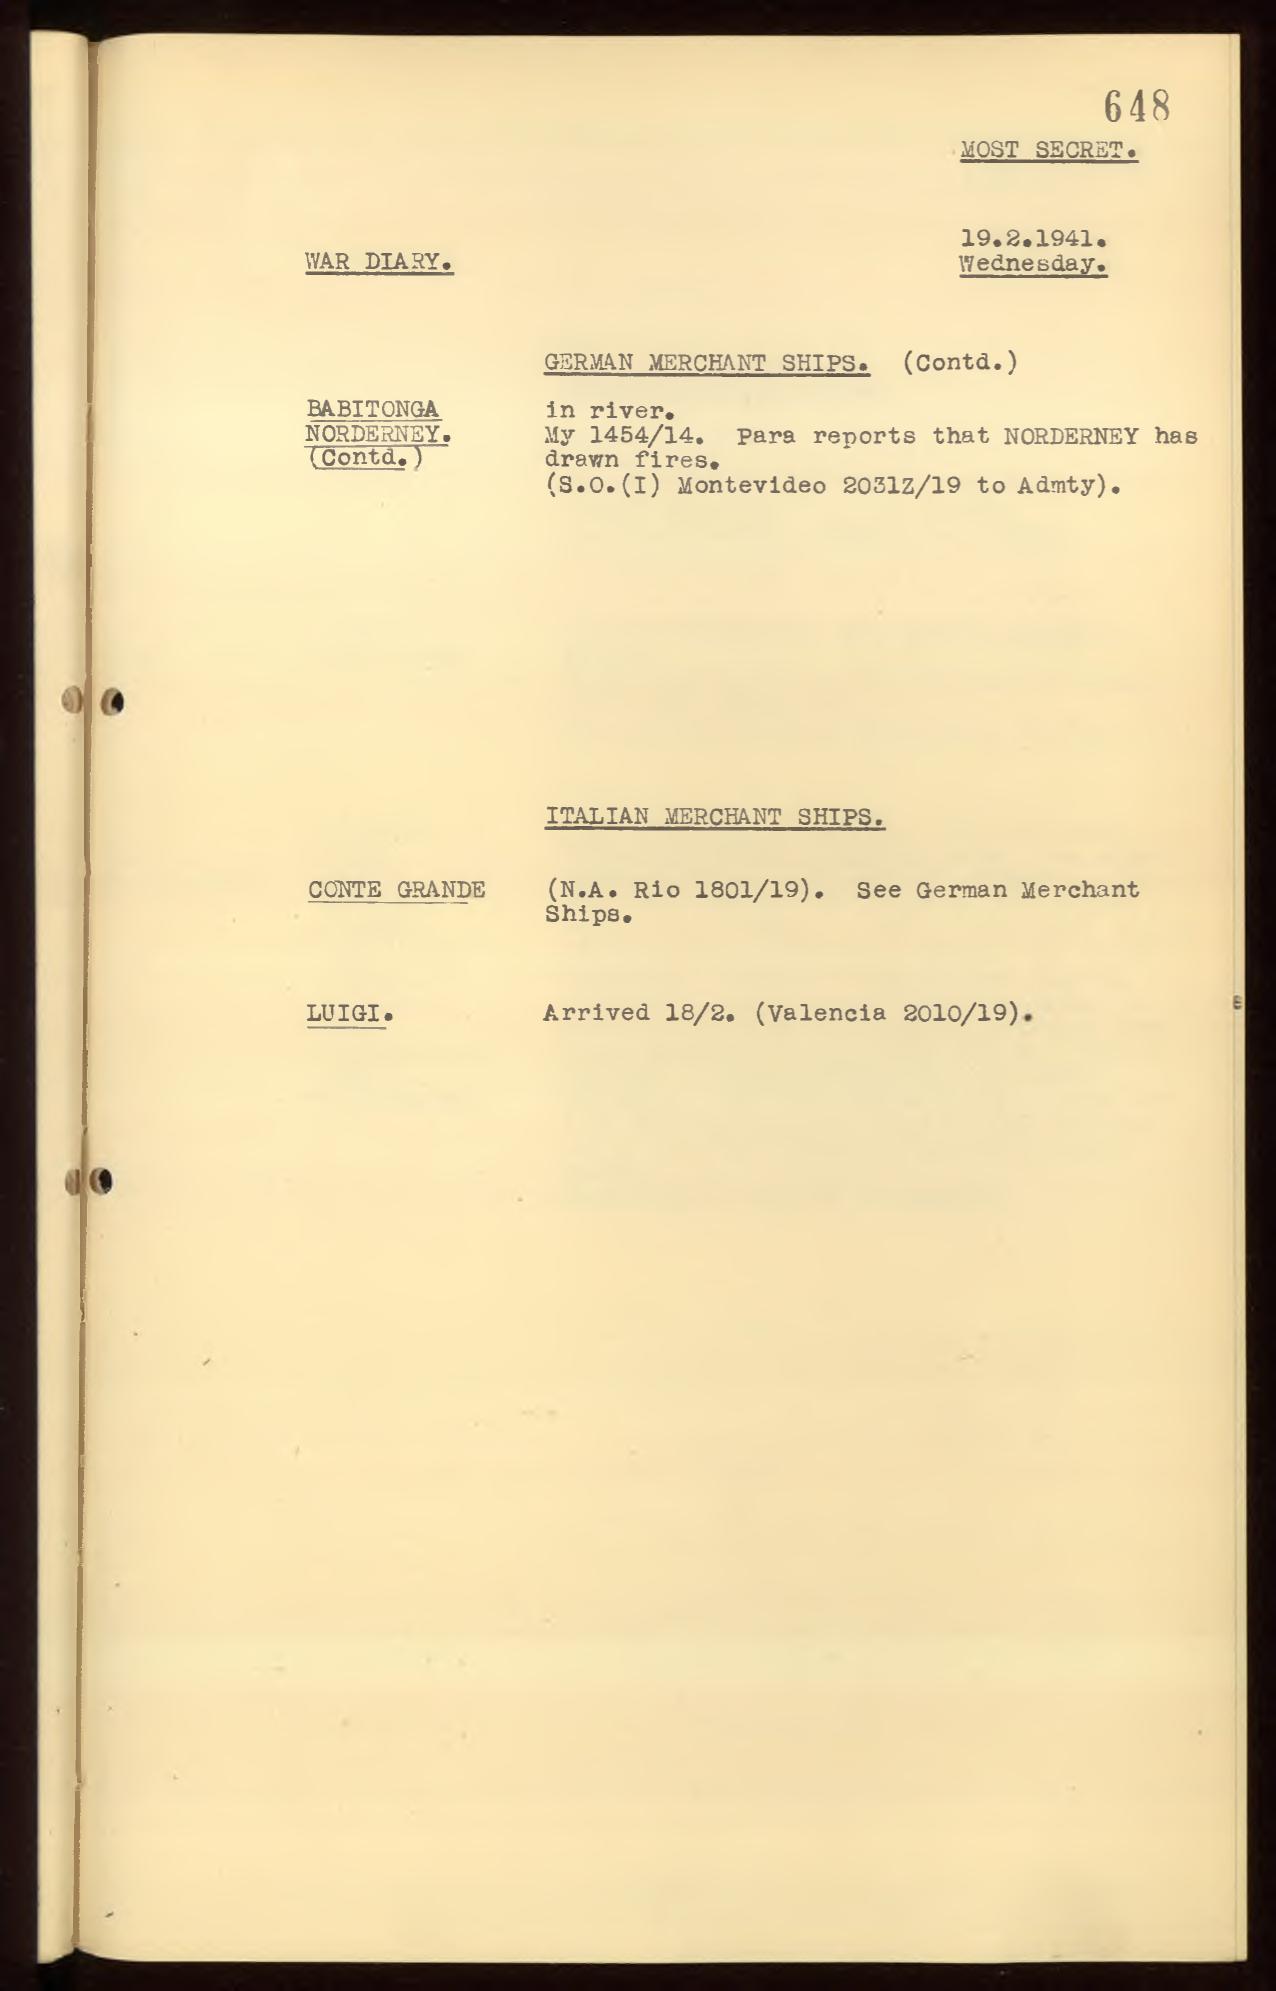 648
MOST SECRET.
19.2.1941.
WAR DIARY. Wednesday.
GERMAN MERCHANT SHIPS. (Contd.)
BABITONGA in river.
NORDERNEY. My 1454/14. Para reports that NORDERNEY has
(Contd.) drawn fires.
(S.O.(I) Montevideo 2031Z/19 to Admty).
ITALIAN MERCHANT SHIPS.
CONTE GRANDE (N.A. Rio 1801/19). See German Merchant
Ships.
LUIGI. Arrived 18/2. (Valencia 2010/19).